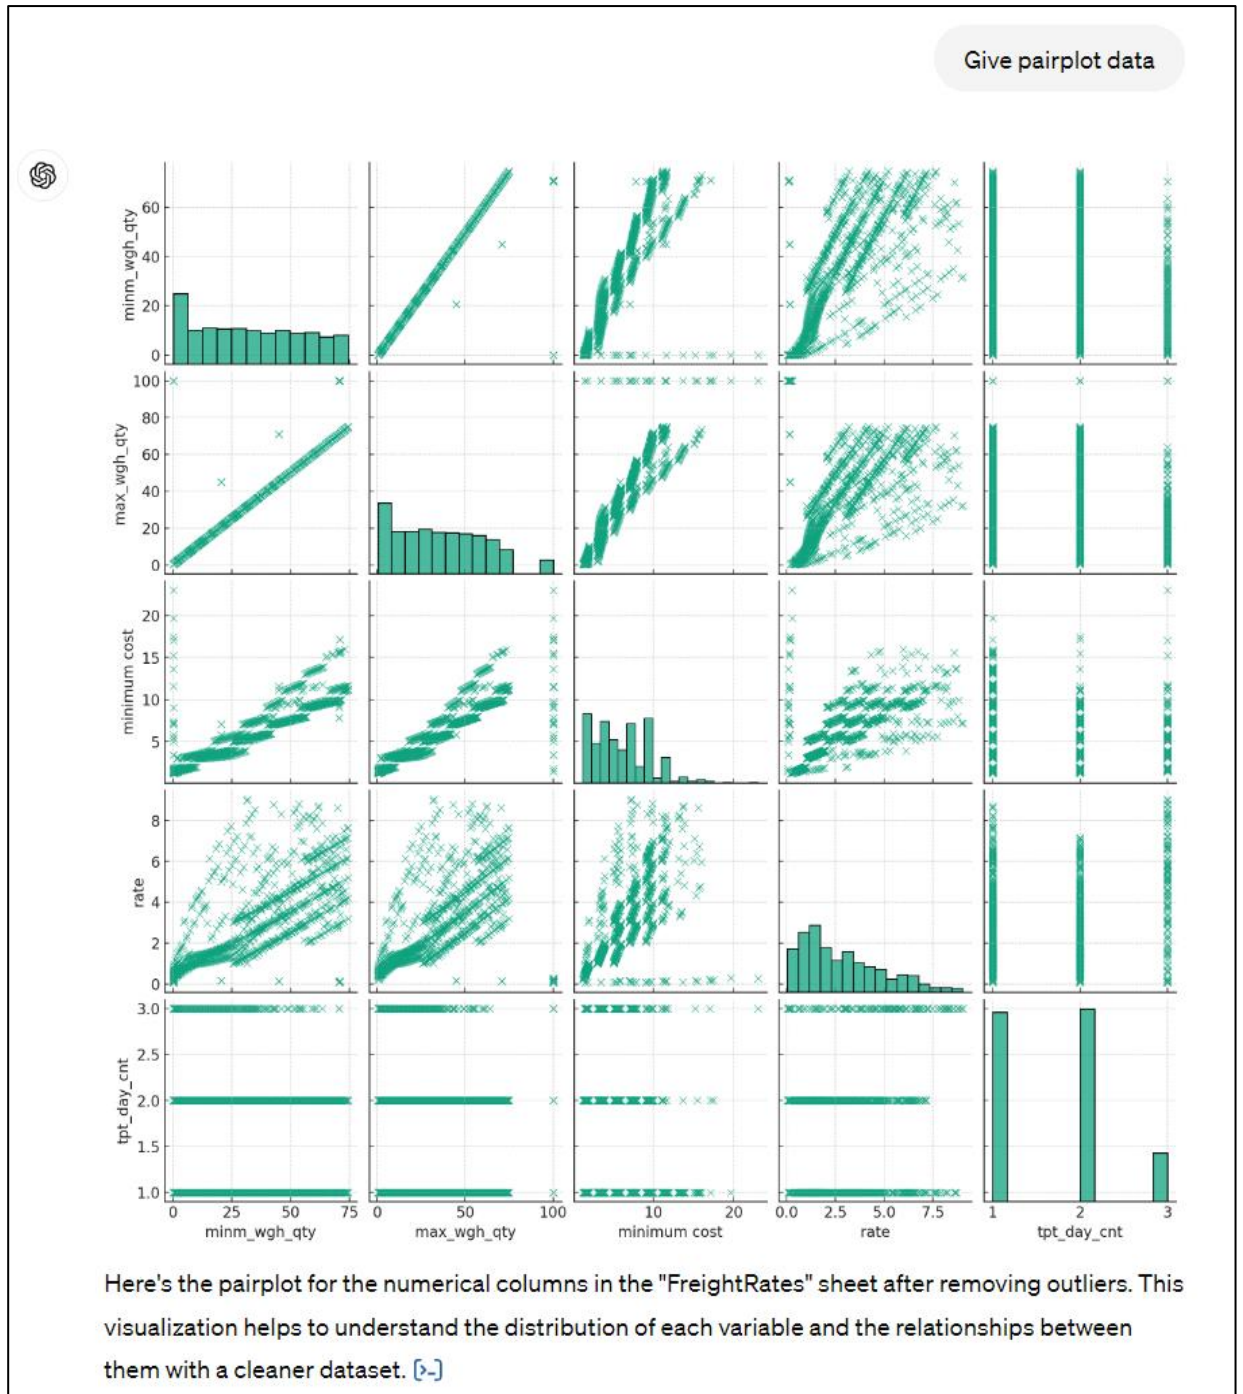 Give pairplot data
minm_wgh_qty
60
40
20
0
max_wgh_qty
100
80
60
40
20
0
minimum cost
20
15
10
5
rate
8
6
4
2
0
tpt_day_cnt
3.0
2.5
2.0
1.5
1.0
0 25 50 75 0 50 100 10 20 0.0 2.5 5.0 7.5 1 2 3
minm_wgh_qty max_wgh_qty minimum cost rate tpt_day_cnt
Here's the pairplot for the numerical columns in the "FreightRates" sheet after removing outliers. This
visualization helps to understand the distribution of each variable and the relationships between
them with a cleaner dataset. [>-]